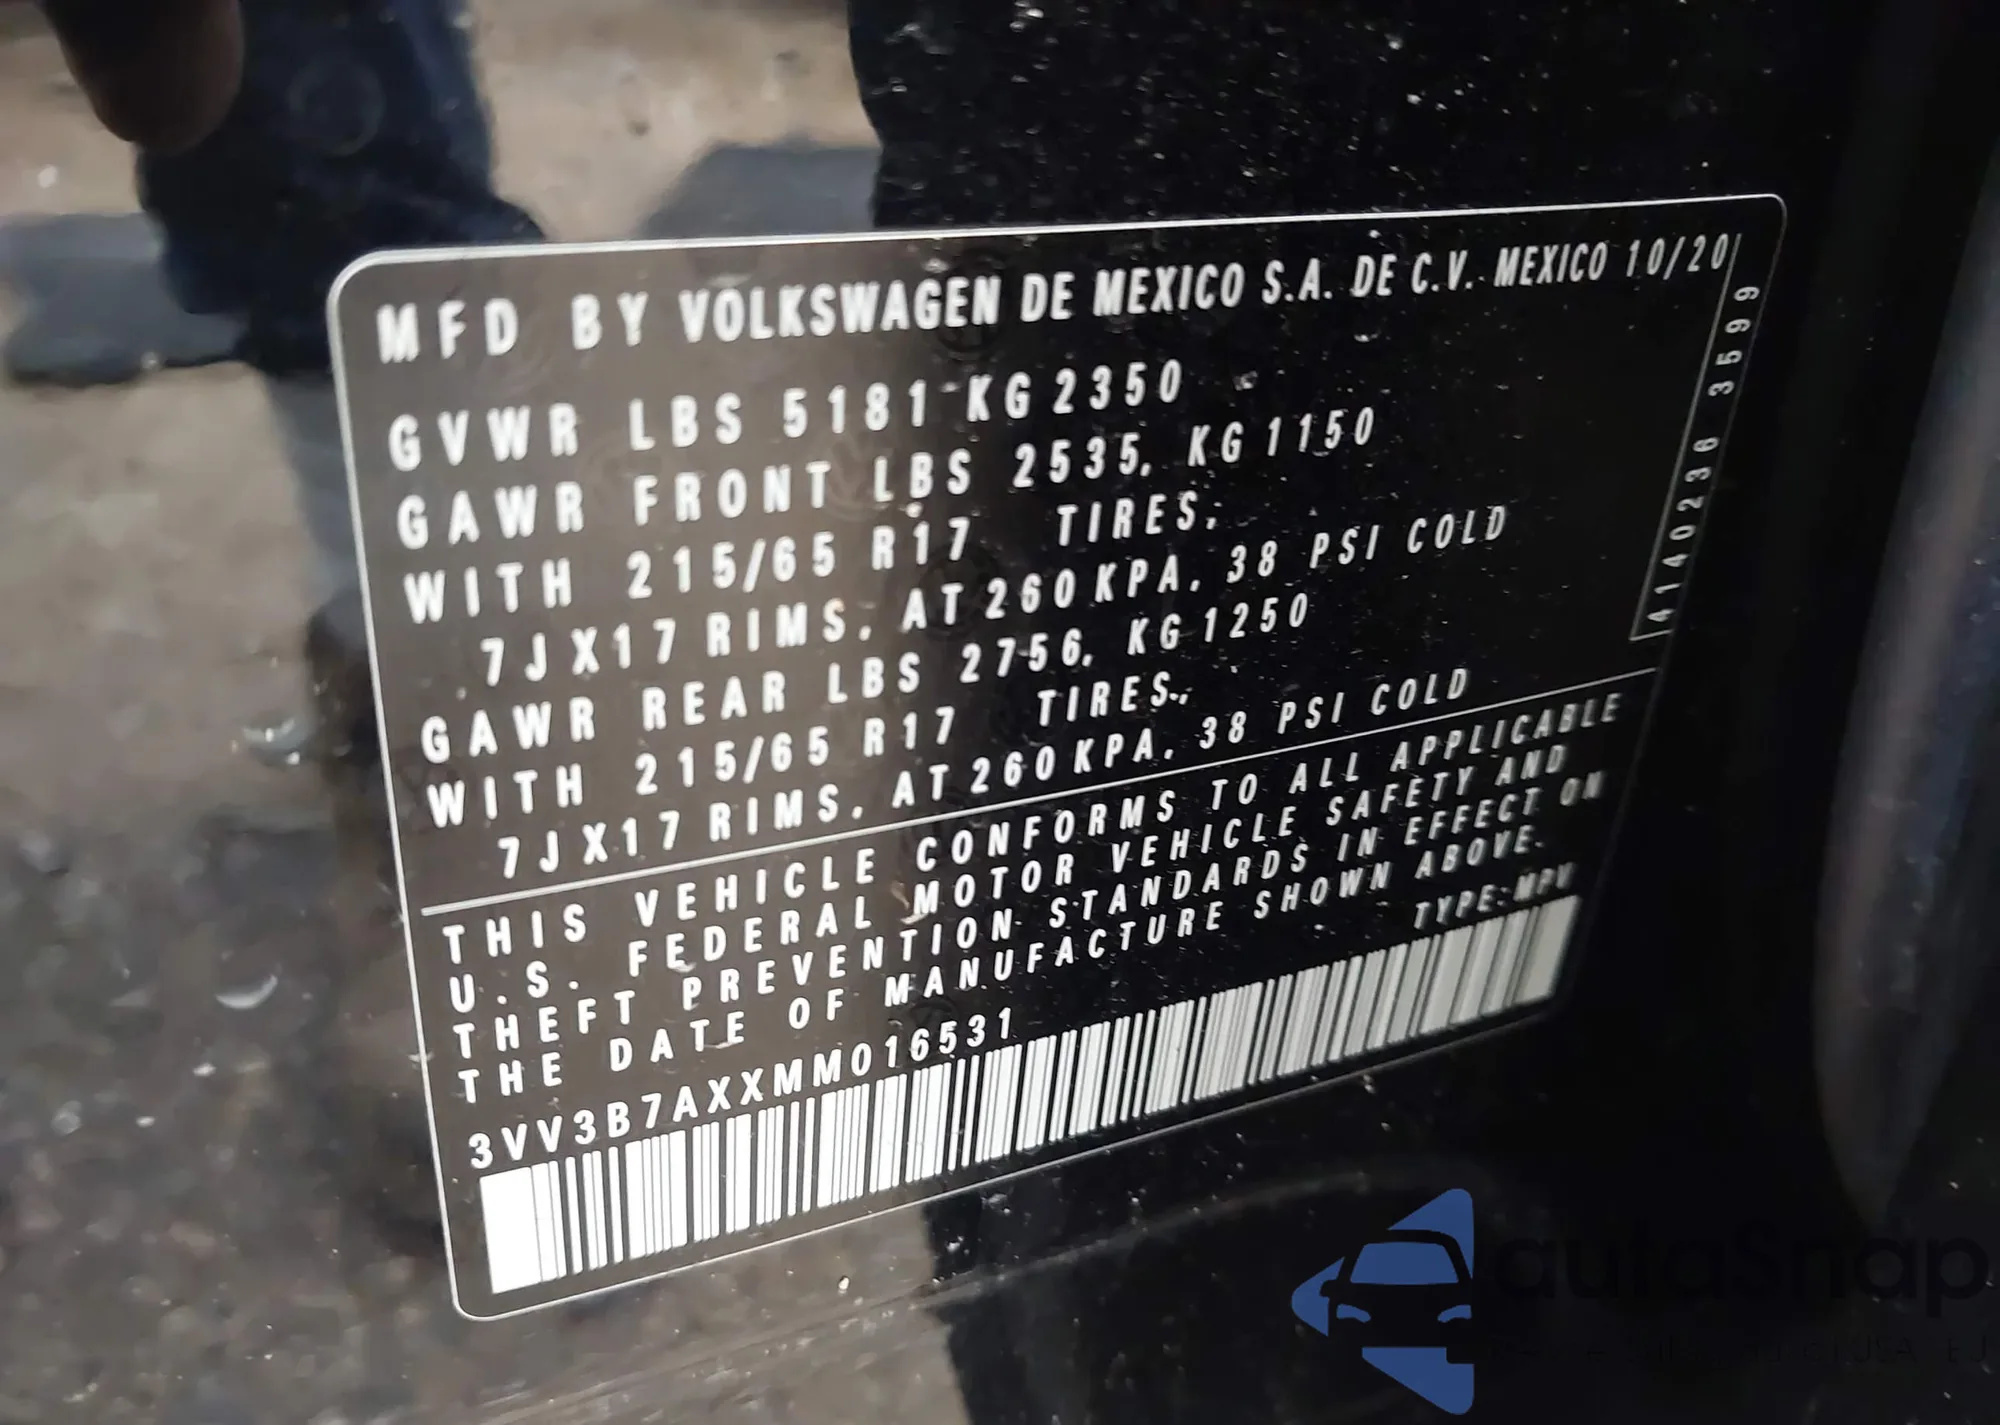 MFD BY VOLKSWAGEN DE MEXICO S.A. DE C.V. MEXICO 10/20
GVWR LBS 5181 KG 2350
GAWR FRONT LBS 2535, KG 1150
WITH 215/65 R17 TIRES,
7JX17 RIMS, AT 260KPA, 38 PSI COLD
GAWR REAR LBS 2756, KG 1250
WITH 215/65 R17 TIRES,
7JX17 RIMS, AT 260KPA, 38 PSI COLD
4140236 3599
THIS VEHICLE CONFORMS TO ALL APPLICABLE
U.S. FEDERAL MOTOR VEHICLE SAFETY AND
THEFT PREVENTION STANDARDS IN EFFECT ON
THE DATE OF MANUFACTURE SHOWN ABOVE.
3VV3B7AXXMM016531 TYPE:MPV
autoSnap